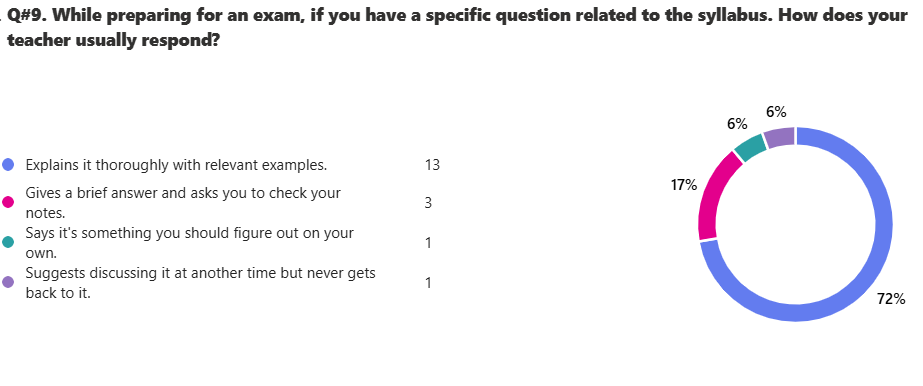 Q#9. While preparing for an exam, if you have a specific question related to the syllabus. How does your
teacher usually respond?
Explains it thoroughly with relevant examples. 13
Gives a brief answer and asks you to check your
notes. 3
Says it's something you should figure out on your
own. 1
Suggests discussing it at another time but never gets
back to it. 1
6%
6%
17%
72%